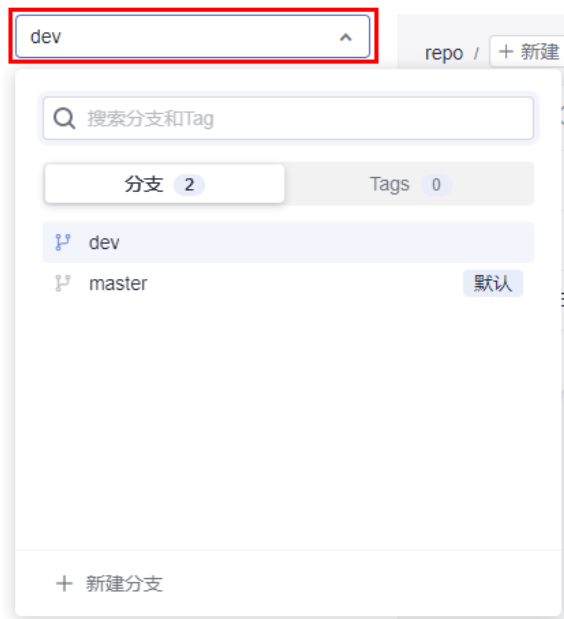 dev
repo / + 新建
搜索分支和Tag
分支 2 Tags 0
dev
master 默认
+ 新建分支